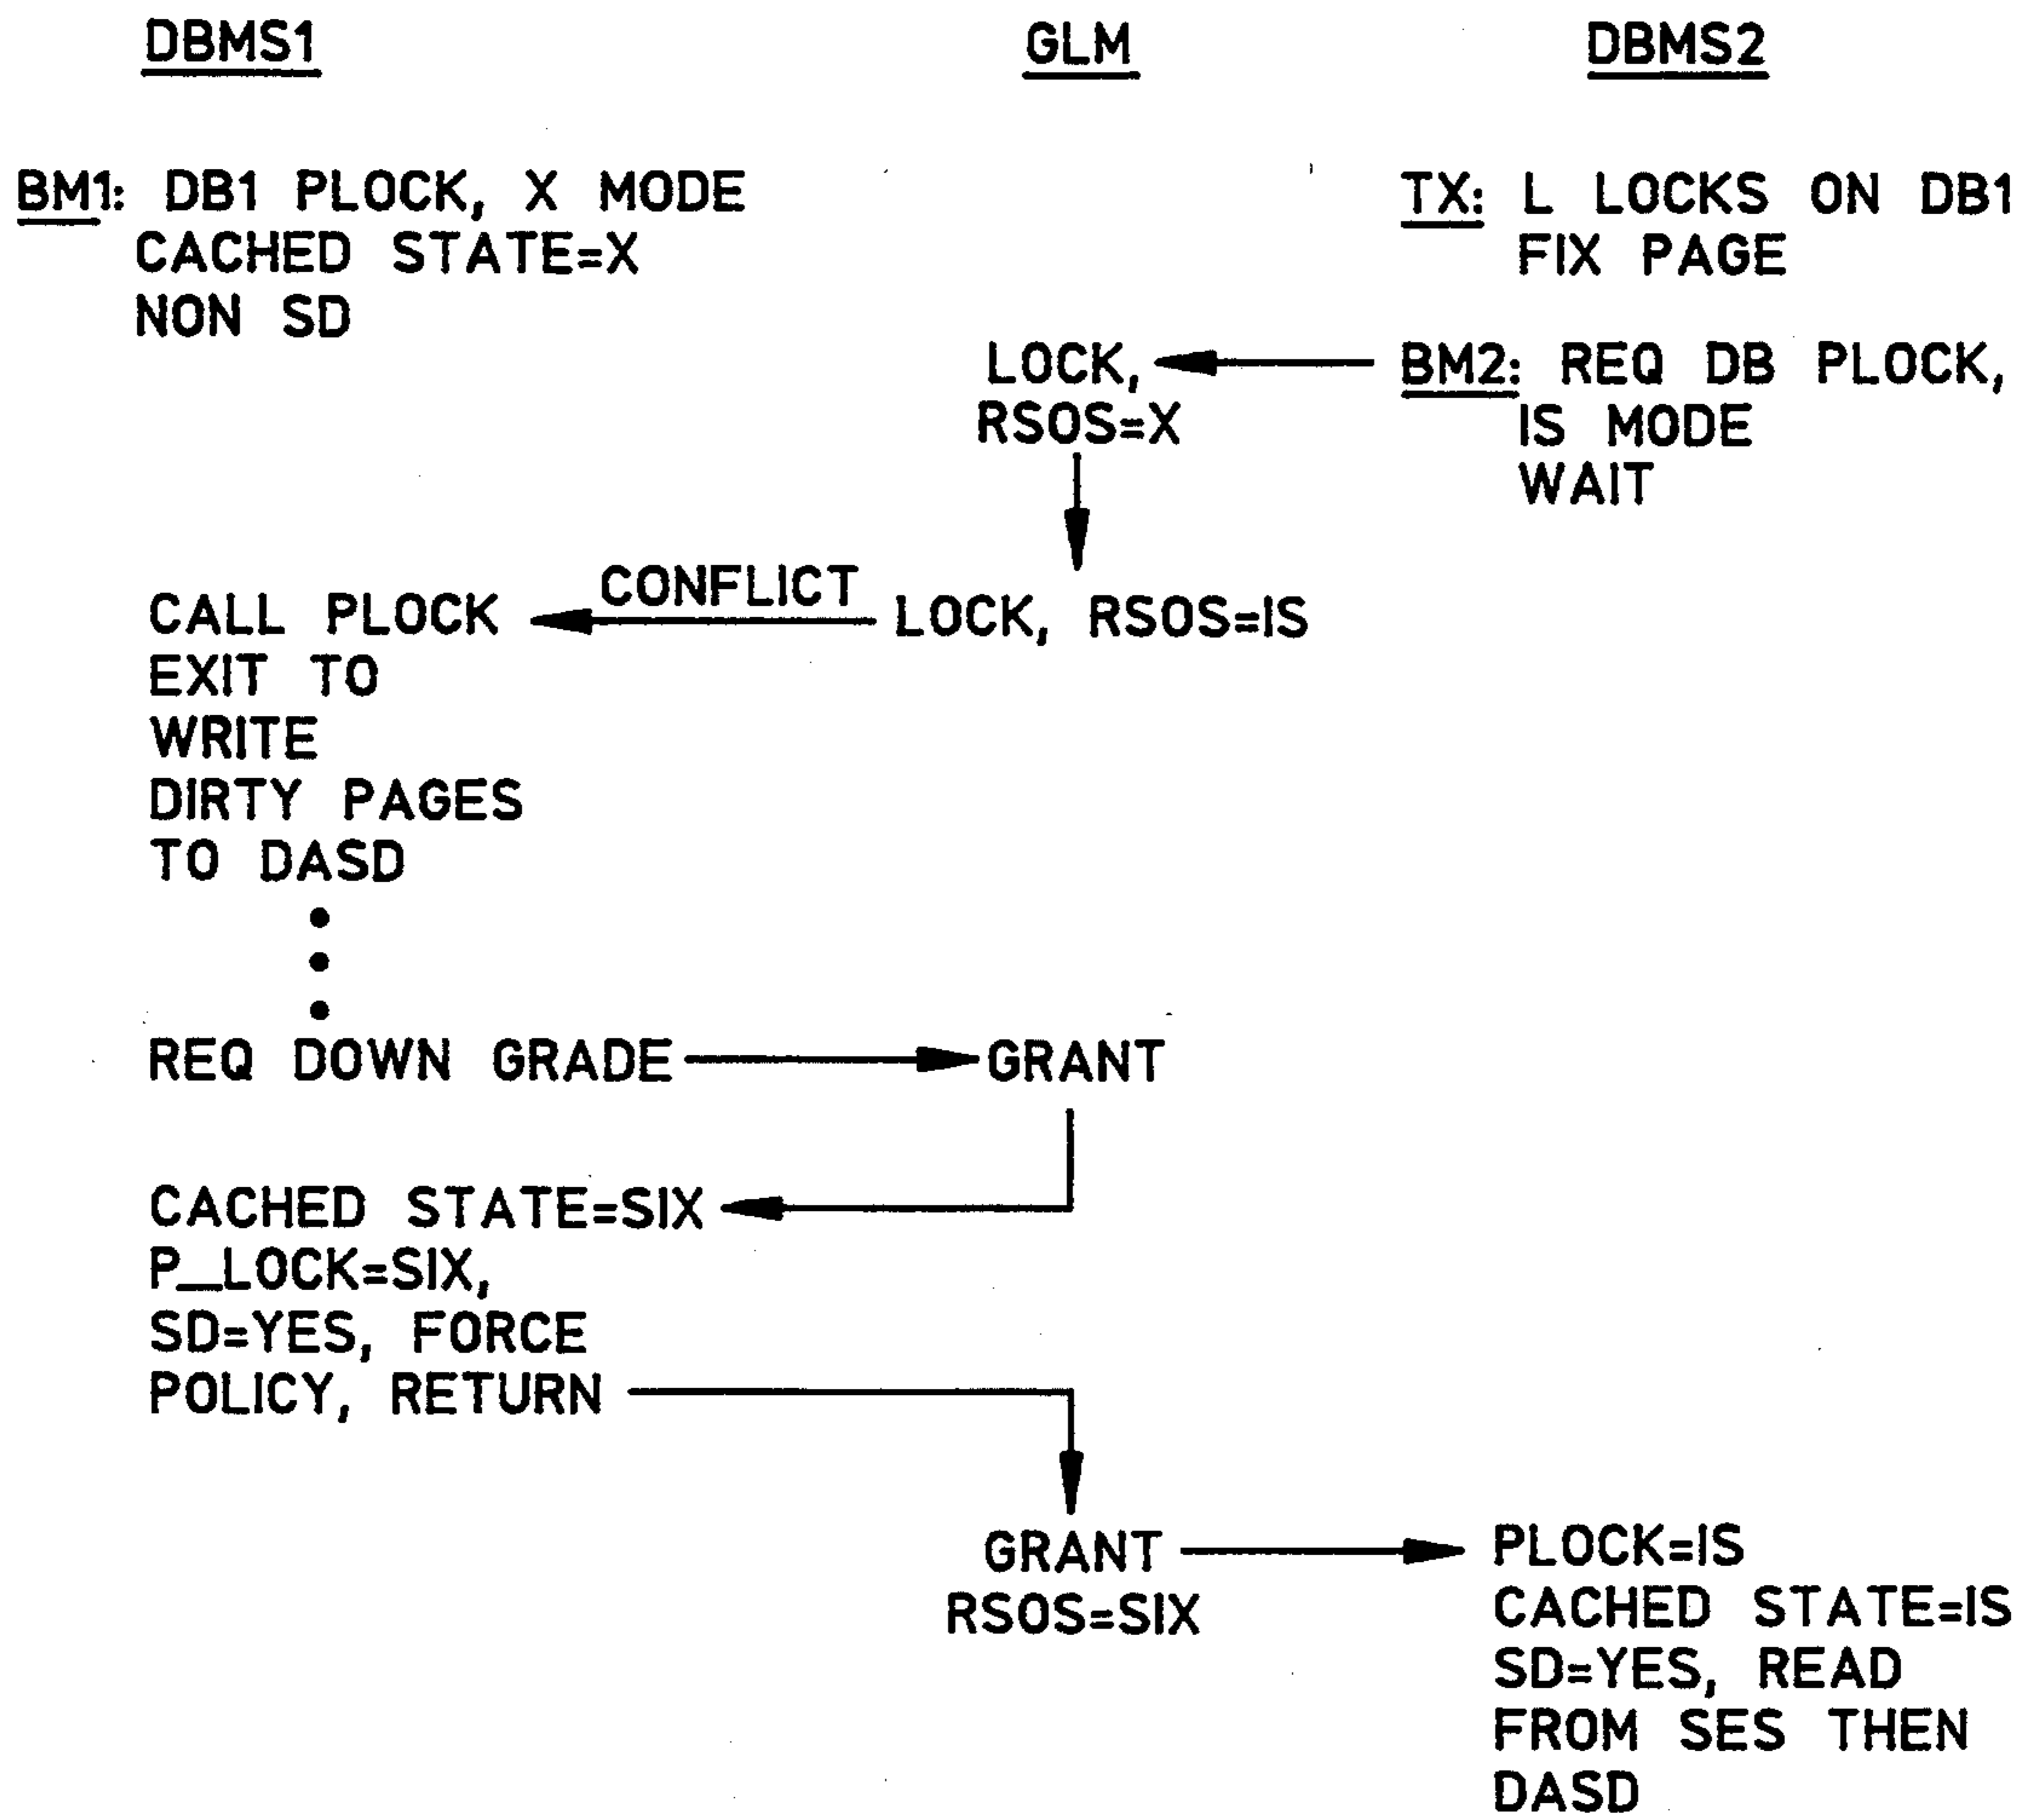 DBMS1
GLM
DBMS2
BM1: DB1 PLOCK, X MODE
CACHED STATE=X
NON SD
TX: L LOCKS ON DB1
FIX PAGE
LOCK,
RSOS=X
BM2: REQ DB PLOCK,
IS MODE
WAIT
CONFLICT
CALL PLOCK
EXIT TO
WRITE
DIRTY PAGES
TO DASD
LOCK, RSOS=IS
REQ DOWN GRADE
GRANT
CACHED STATE=SIX
P_LOCK=SIX,
SD=YES, FORCE
POLICY, RETURN
GRANT
RSOS=SIX
PLOCK=IS
CACHED STATE=IS
SD=YES, READ
FROM SES THEN
DASD